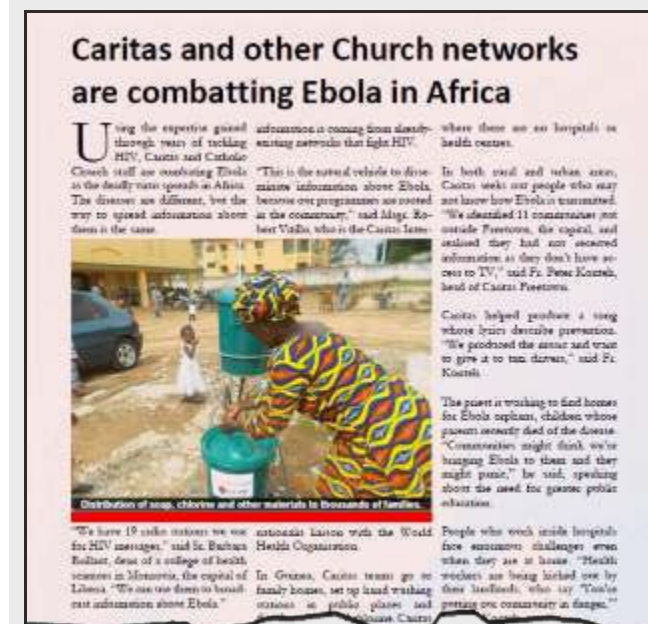 Caritas and other Church networks
are combatting Ebola in Africa
Using the expertise gained
through years of tackling
HIV, Caritas and Catholic
Church staff are combating Ebola
as the deadly virus spreads in Africa.
The diseases are different, but the
way to spread information about
them is the same.
information is coming from already-
existing networks that fight HIV.
"This is the natural vehicle to disse-
minate information about Ebola,
because our programmes are rooted
in the community," said Msgr. Ro-
bert Vitillo, who is the Caritas Inter-
Distribution of soap, chlorine and other materials to thousands of families.
"We have 19 radio stations we use
for HIV messages," said Sr. Barbara
Brilliant, dean of a college of health
sciences in Monrovia, the capital of
Liberia. "We can use them to broad-
cast information about Ebola."
nationalis liaison with the World
Health Organisation.
In Guinea, Caritas teams go to
family homes, set up hand washing
stations in public places and
Caritas
where there are no hospitals or
health centres.
In both rural and urban areas,
Caritas seeks out people who may
not know how Ebola is transmitted.
"We identified 11 communities just
outside Freetown, the capital, and
realised they had not received
information as they don't have ac-
cess to TV," said Fr. Peter Konteh,
head of Caritas Freetown.
Caritas helped produce a song
whose lyrics describe prevention.
"We produced the music and want
to give it to taxi drivers," said Fr.
Konteh.
The priest is working to find homes
for Ebola orphans, children whose
parents recently died of the disease.
"Communities might think we're
bringing Ebola to them and they
might panic," he said, speaking
about the need for greater public
education.
People who work inside hospitals
face enormous challenges even
when they are at home. "Health
workers are being kicked out by
their landlords, who say 'You're
putting our community in danger,'"
Konteh